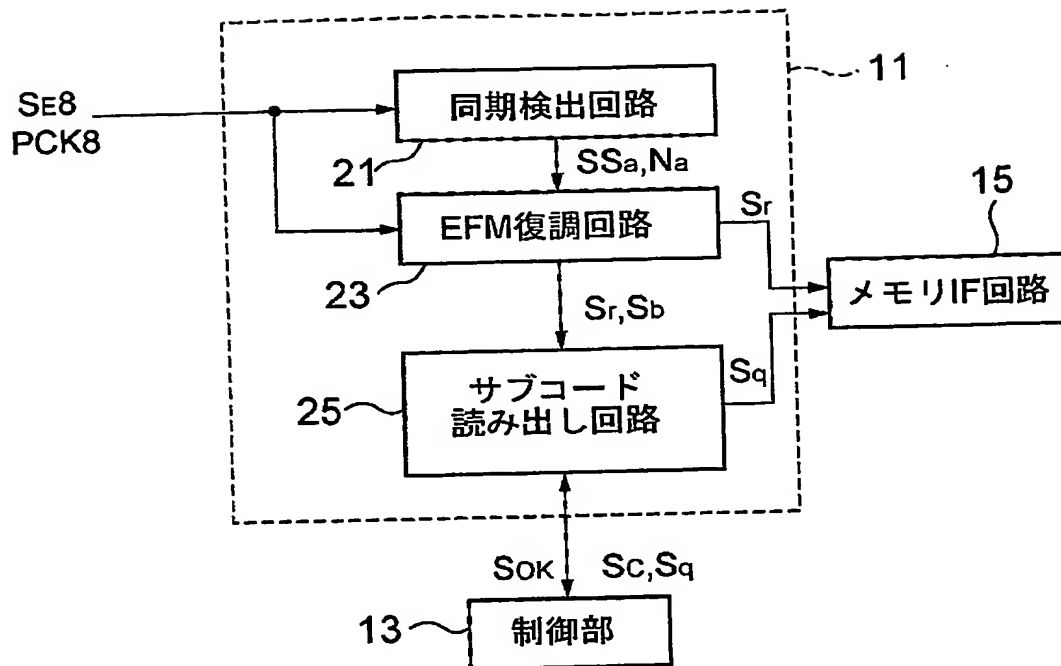 11
SE8
PCK8
同期検出回路
21
SSa,Na
EFM復調回路
23
Sr
15
メモリIF回路
Sr,Sb
25
サブコード
読み出し回路
Sq
SOK
SC,Sq
13
制御部